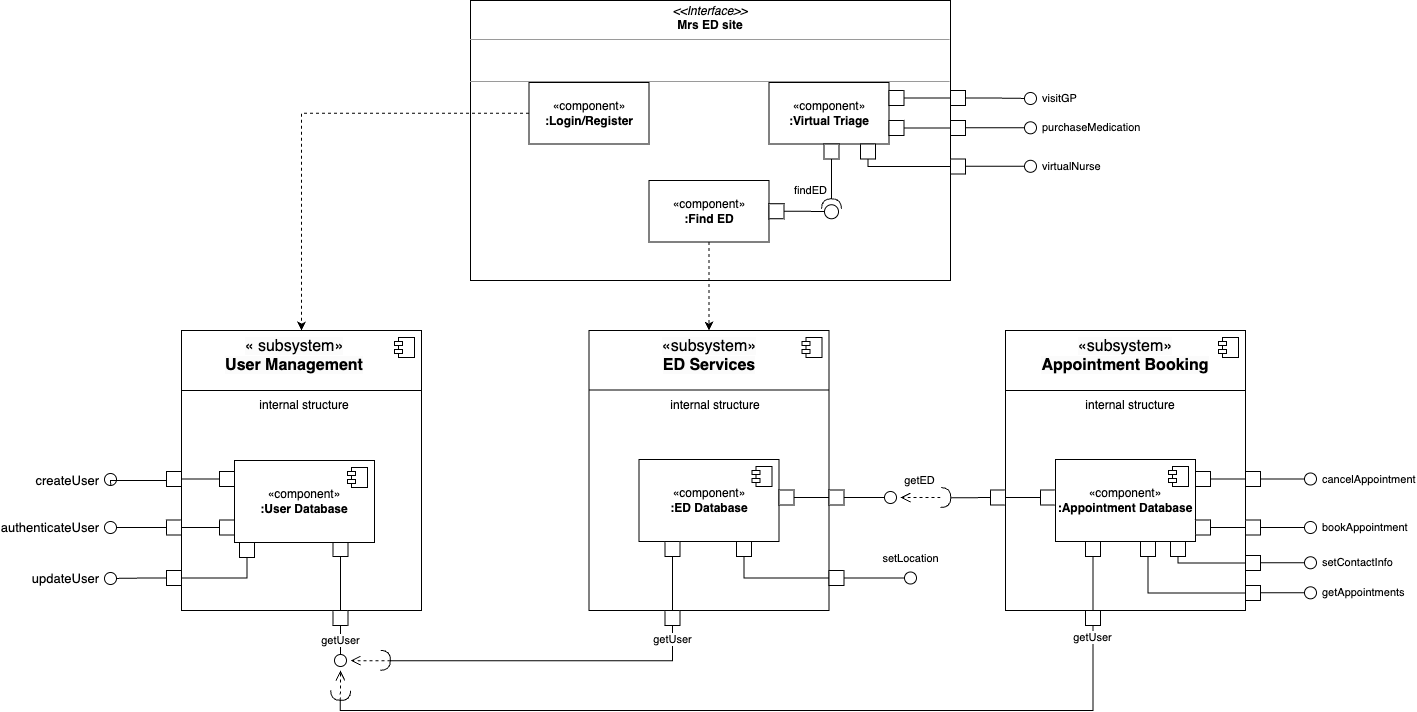 <<Interface>>
Mrs ED site
«component»
:Login/Register
«component»
:Virtual Triage
visitGP
purchaseMedication
virtualNurse
findED
«component»
:Find ED
« subsystem»
User Management
internal structure
«component»
:User Database
createUser
authenticateUser
updateUser
getUser
«subsystem»
ED Services
internal structure
«component»
:ED Database
getED
setLocation
getUser
«subsystem»
Appointment Booking
internal structure
«component»
:Appointment Database
cancelAppointment
bookAppointment
setContactInfo
getAppointments
getUser